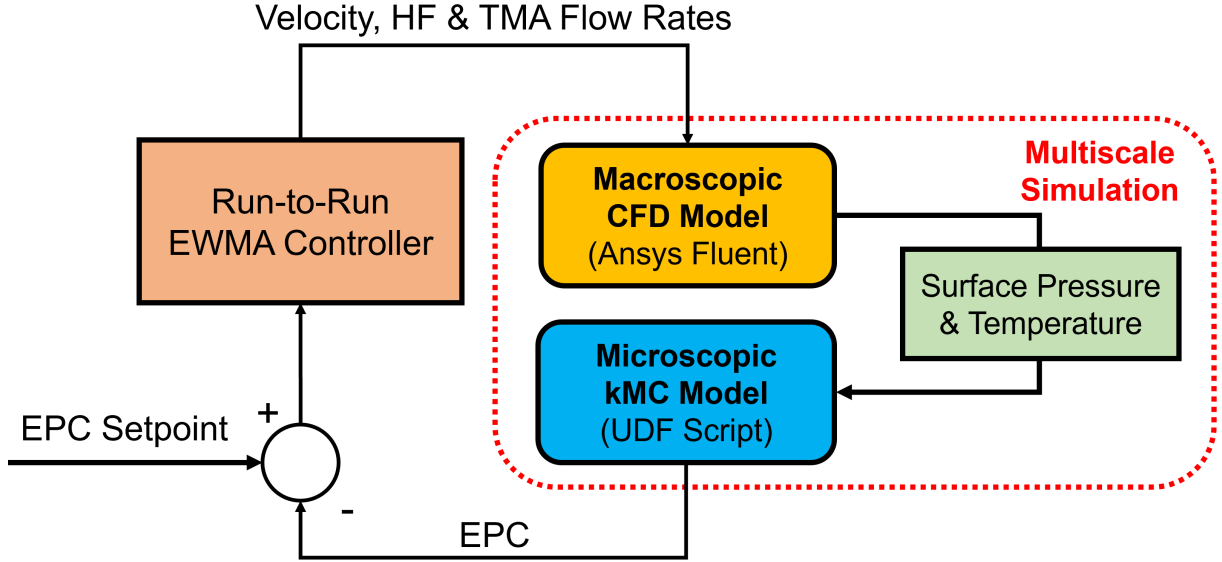 Velocity, HF & TMA Flow Rates
Run-to-Run
EWMA Controller
Multiscale
Simulation
Macroscopic
CFD Model
(Ansys Fluent)
Surface Pressure
& Temperature
Microscopic
kMC Model
(UDF Script)
+
EPC Setpoint
-
EPC